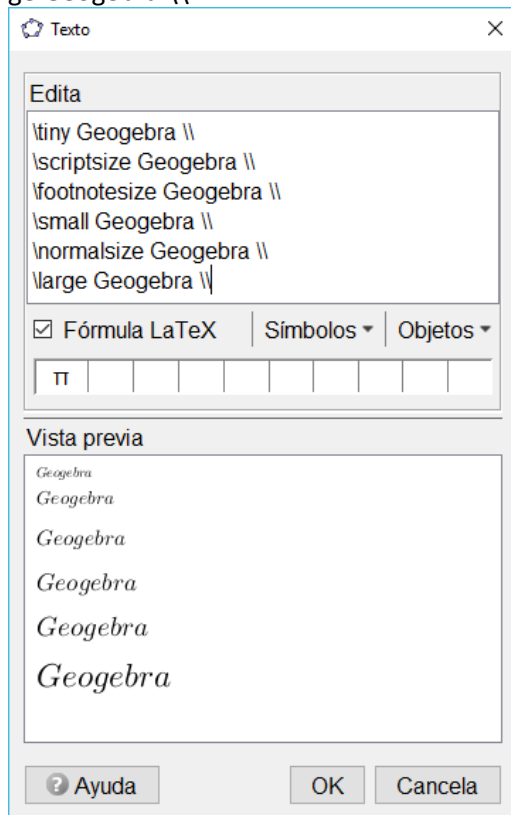 Texto
Edita
\tiny Geogebra \\
\scriptsize Geogebra \\
\footnotesize Geogebra \\
\small Geogebra \\
\normalsize Geogebra \\
\large Geogebra \\
Fórmula LaTeX Símbolos Objetos
π
Vista previa
Geogebra
Geogebra
Geogebra
Geogebra
Geogebra
Geogebra
Ayuda OK Cancela